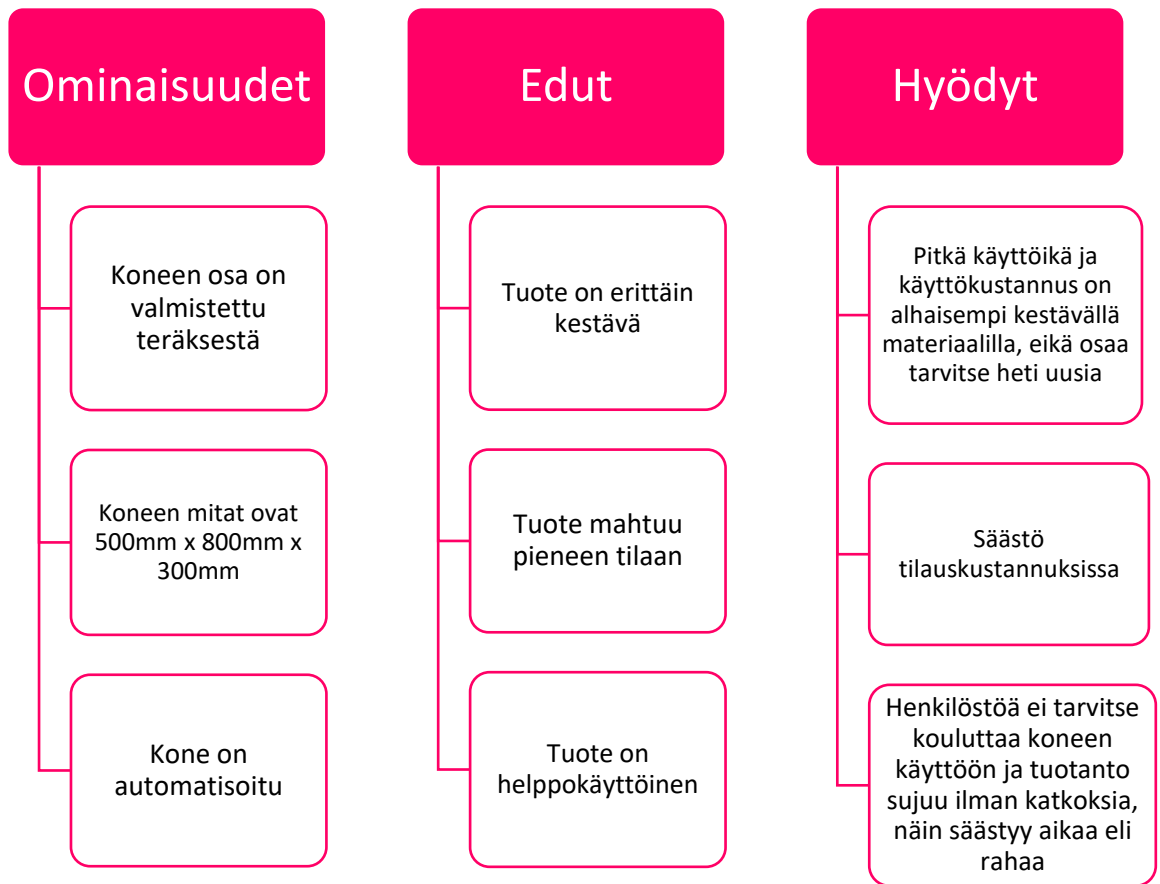 Ominaisuudet
Koneen osa on
valmistettu
teräksestä
Koneen mitat ovat
500mm x 800mm x
300mm
Kone on
automatisoitu
Edut
Tuote on erittäin
kestävä
Tuote mahtuu
pieneen tilaan
Tuote on
helppokäyttöinen
Hyödyt
Pitkä käyttöikä ja
käyttökustannus on
alhaisempi kestävällä
materiaalilla, eikä osaa
tarvitse heti uusia
Säästö
tilauskustannuksissa
Henkilöstöä ei tarvitse
kouluttaa koneen
käyttöön ja tuotanto
sujuu ilman katkoksia,
näin säästyy aikaa eli
rahaa